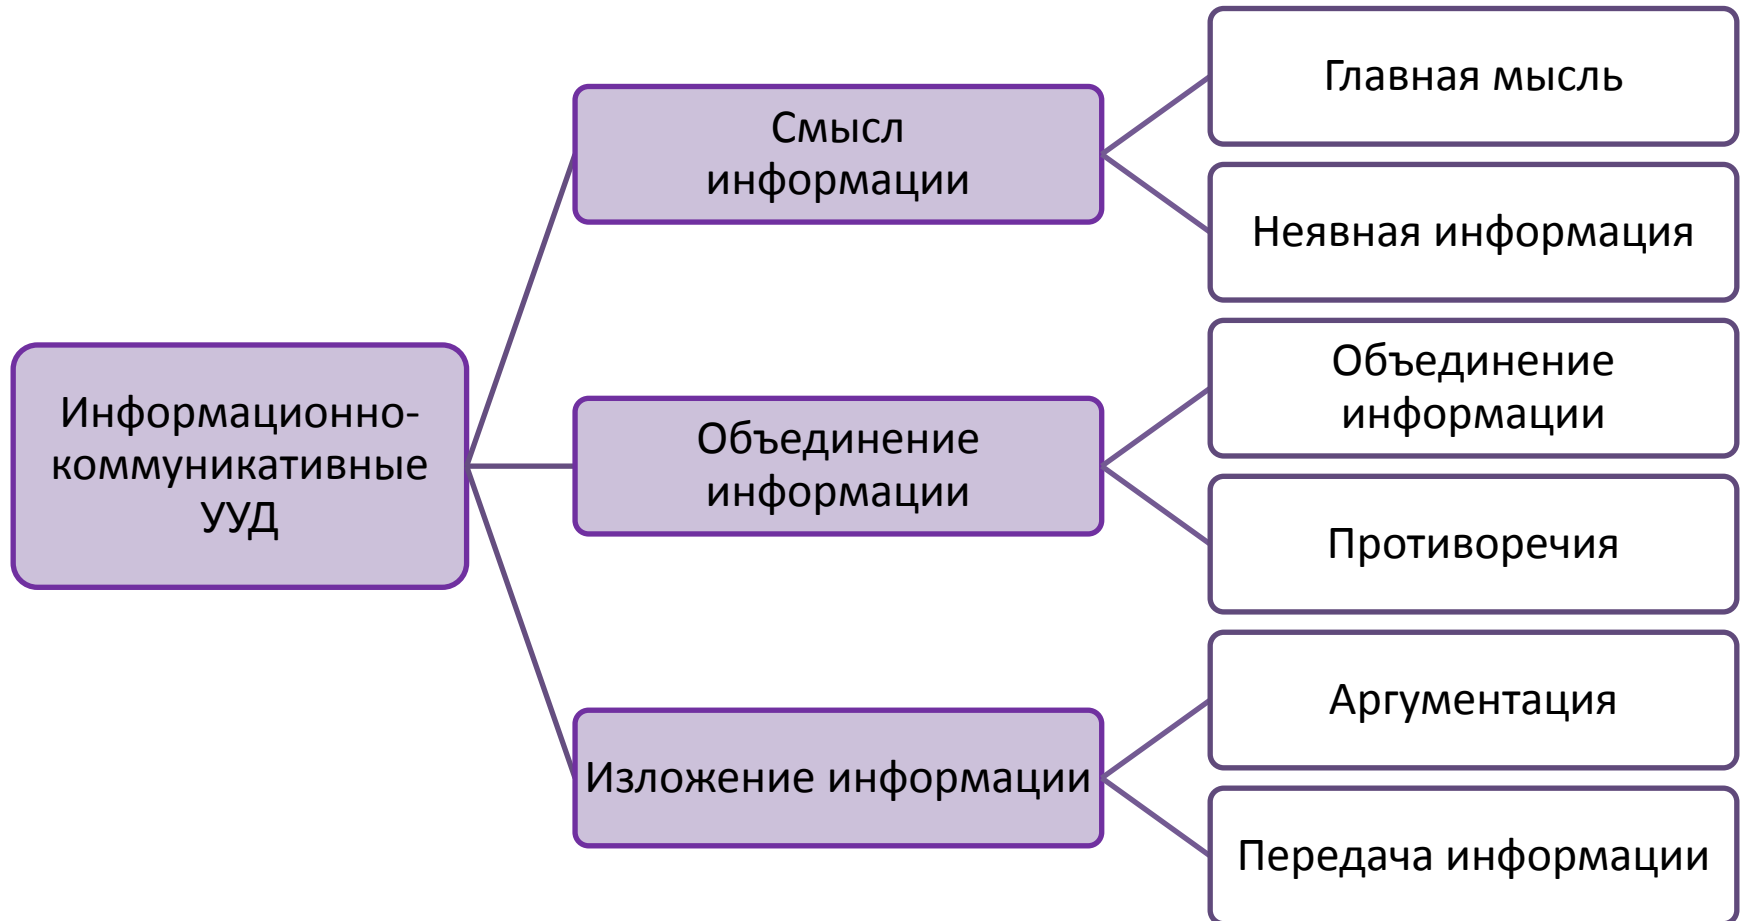 Информационно-
коммуникативные
УУД
Смысл
информации
Главная мысль
Неявная информация
Объединение
информации
Объединение
информации
Противоречия
Изложение информации
Аргументация
Передача информации